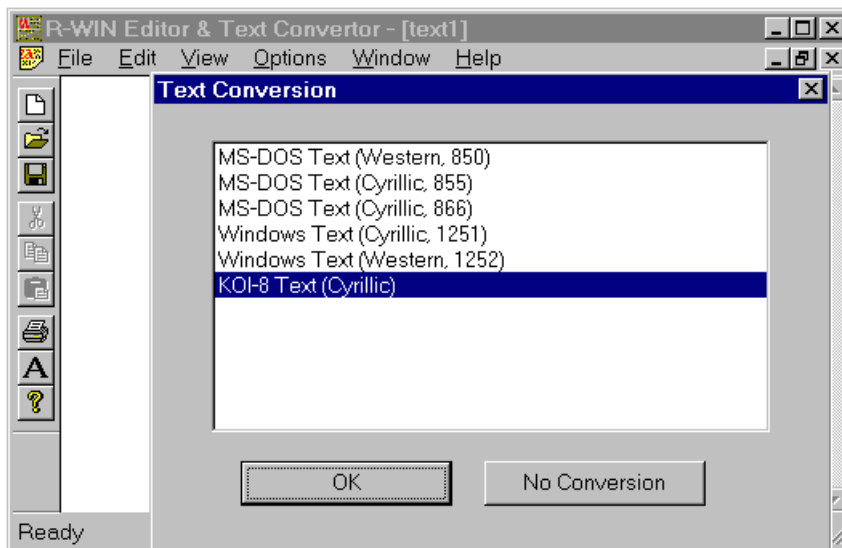 R-WIN Editor & Text Convertor - [text1]
File Edit View Options Window Help
Text Conversion
MS-DOS Text (Western, 850)
MS-DOS Text (Cyrillic, 855)
MS-DOS Text (Cyrillic, 866)
Windows Text (Cyrillic, 1251)
Windows Text (Western, 1252)
KOI-8 Text (Cyrillic)
A
?
OK No Conversion
Ready